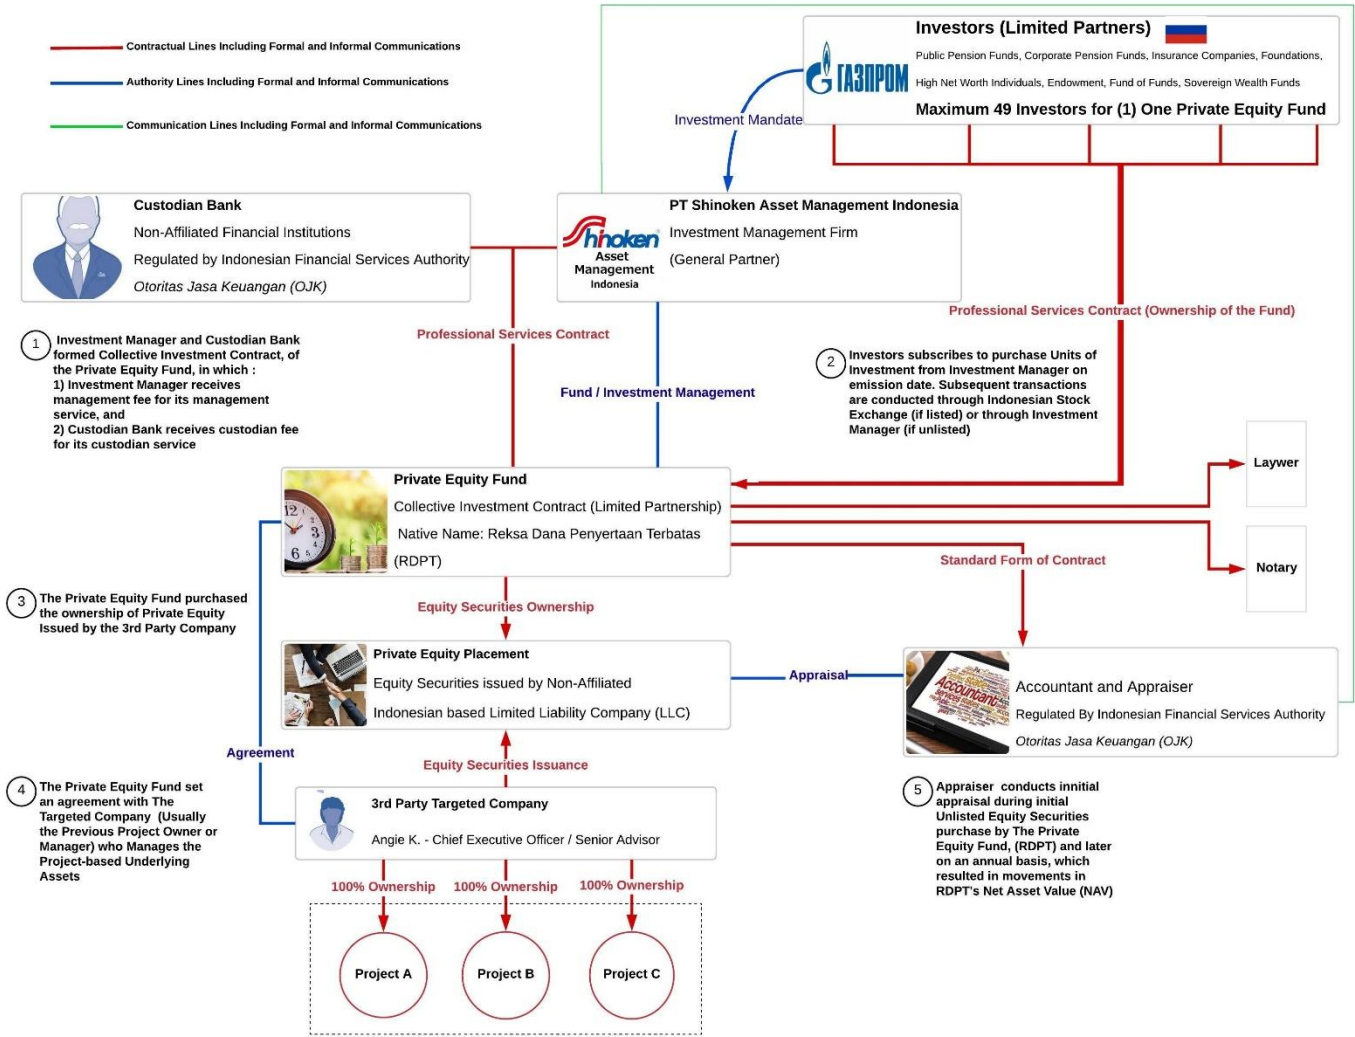 Contractual Lines Including Formal and Informal Communications
Authority Lines Including Formal and Informal Communications
Communication Lines Including Formal and Informal Communications
ГАЗПРОМ
Investors (Limited Partners)
Public Pension Funds, Corporate Pension Funds, Insurance Companies, Foundations,
High Net Worth Individuals, Endowment, Fund of Funds, Sovereign Wealth Funds
Maximum 49 Investors for (1) One Private Equity Fund
Investment Mandate
Custodian Bank
Non-Affiliated Financial Institutions
Regulated by Indonesian Financial Services Authority
Otoritas Jasa Keuangan (OJK)
Shinoken
Asset
Management
Indonesia
PT Shinoken Asset Management Indonesia
Investment Management Firm
(General Partner)
Professional Services Contract
Professional Services Contract (Ownership of the Fund)
1
Investment Manager and Custodian Bank
formed Collective Investment Contract, of
the Private Equity Fund, in which :
1) Investment Manager receives
management fee for its management
service, and
2) Custodian Bank receives custodian fee
for its custodian service
Fund / Investment Management
2
Investors subscribes to purchase Units of
Investment from Investment Manager on
emission date. Subsequent transactions
are conducted through Indonesian Stock
Exchange (if listed) or through Investment
Manager (if unlisted)
Laywer
Notary
Private Equity Fund
Collective Investment Contract (Limited Partnership)
Native Name: Reksa Dana Penyertaan Terbatas
(RDPT)
12
9
3
6
5
Standard Form of Contract
3
The Private Equity Fund purchased
the ownership of Private Equity
Issued by the 3rd Party Company
Equity Securities Ownership
Private Equity Placement
Equity Securities issued by Non-Affiliated
Indonesian based Limited Liability Company (LLC)
Appraisal
Accountant
services
Accountant and Appraiser
Regulated By Indonesian Financial Services Authority
Otoritas Jasa Keuangan (OJK)
Agreement
Equity Securities Issuance
4
The Private Equity Fund set
an agreement with The
Targeted Company (Usually
the Previous Project Owner or
Manager) who Manages the
Project-based Underlying
Assets
3rd Party Targeted Company
Angie K. - Chief Executive Officer / Senior Advisor
5
Appraiser conducts innitial
appraisal during initial
Unlisted Equity Securities
purchase by The Private
Equity Fund, (RDPT) and later
on an annual basis, which
resulted in movements in
RDPT's Net Asset Value (NAV)
100% Ownership
100% Ownership
100% Ownership
Project A
Project B
Project C